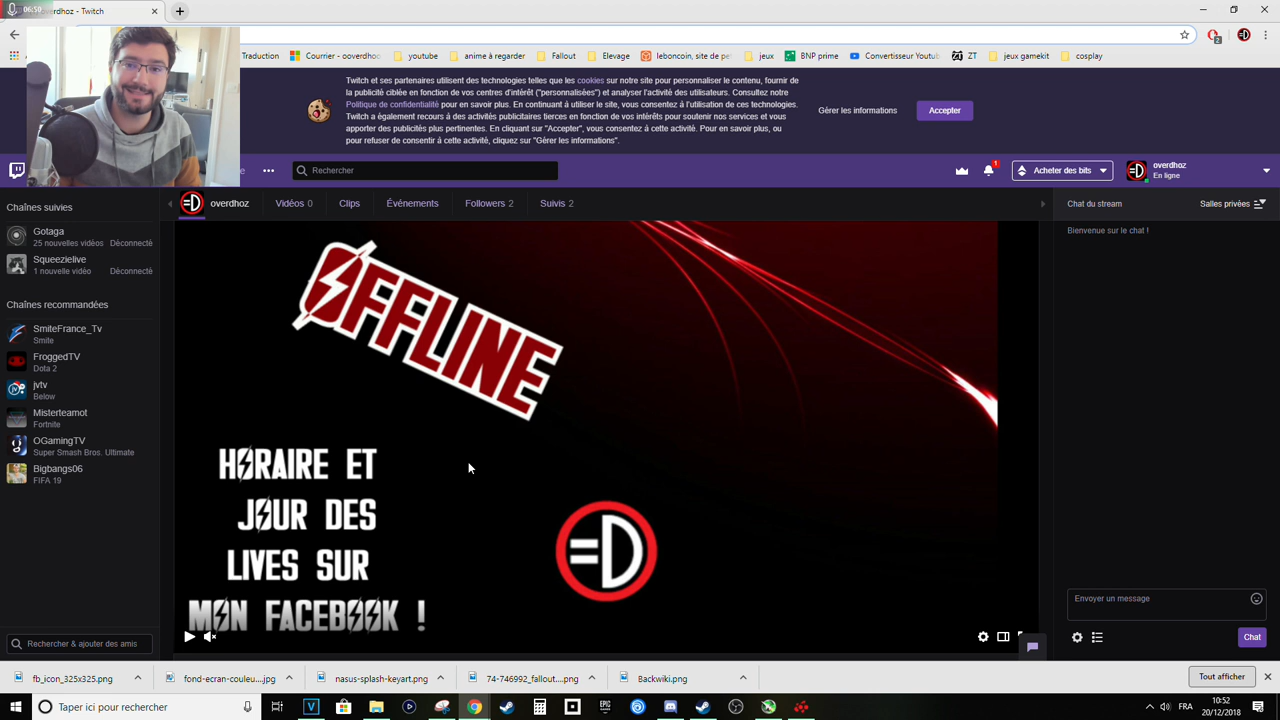 06:50
overdhoz - Twitch
Traduction
Courrier - ooverdho
youtube
anime à regarder
Fallout
Elevage
leboncoin, site de pe
jeux
BNP prime
Convertisseur Youtub
ZT
jeux gamekit
cosplay
Twitch et ses partenaires utilisent des technologies telles que les cookies sur notre site pour personnaliser le contenu, fournir de
la publicité ciblée en fonction de vos centres d'intérêt ("personnalisées") et analyser l'activité des utilisateurs. Consultez notre
Politique de confidentialité pour en savoir plus. En continuant à utiliser le site, vous consentez à l'utilisation de ces technologies.
Twitch a également recours à des activités publicitaires tierces en fonction de vos intérêts pour soutenir nos services et vous
apporter des publicités plus pertinentes. En cliquant sur "Accepter", vous consentez à cette activité. Pour en savoir plus, ou
pour refuser de consentir à cette activité, cliquez sur "Gérer les informations".
Gérer les informations
Accepter
Rechercher
1
Acheter des bits
overdhoz
En ligne
Chaînes suivies
Gotaga
25 nouvelles vidéos Déconnecté
Squeezielive
1 nouvelle vidéo Déconnecté
Chaînes recommandées
SmiteFrance_Tv
Smite
FroggedTV
Dota 2
jvtv
Below
Misterteamot
Fortnite
OGamingTV
Super Smash Bros. Ultimate
Bigbangs06
FIFA 19
Rechercher & ajouter des amis
overdhoz
Vidéos 0
Clips
Événements
Followers 2
Suivis 2
OFFLINE
HORAIRE ET
JOUR DES
LIVES SUR
MON FACEBOOK !
=D
Chat du stream
Salles privées
Bienvenue sur le chat !
Envoyer un message
Chat
fb_icon_325x325.png
fond-ecran-couleu....jpg
nasus-splash-keyart.png
74-746992_fallout....png
Backwiki.png
Tout afficher
Taper ici pour rechercher
FRA
10:52
20/12/2018